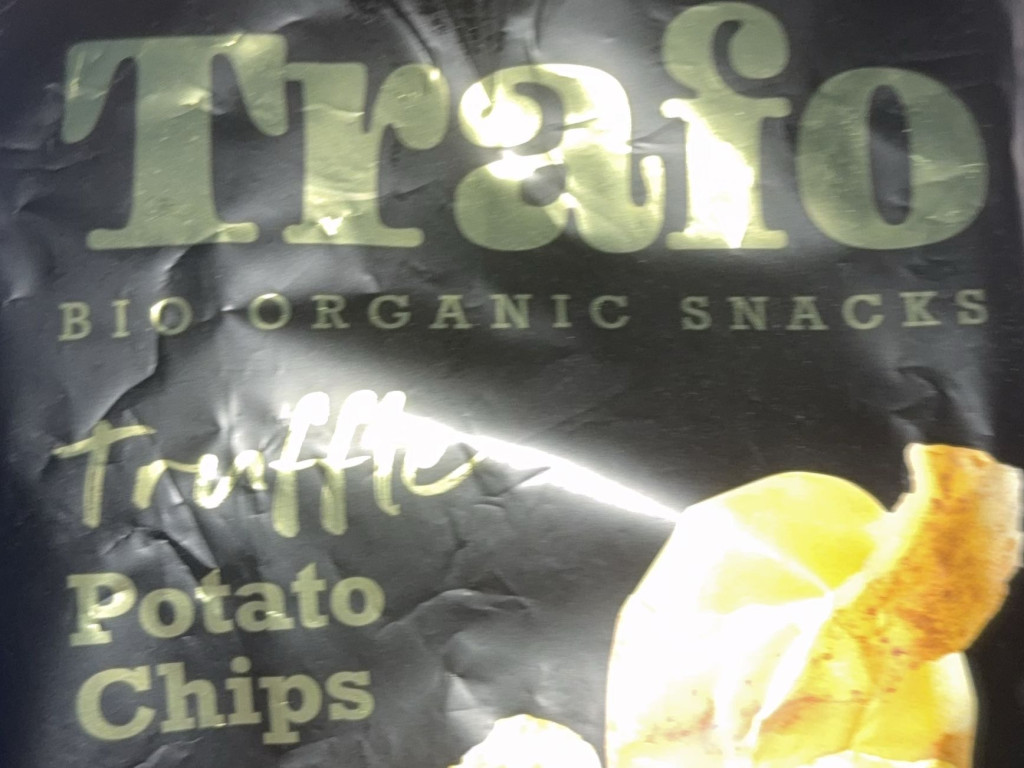 Trafo
BIO ORGANIC SNACKS
Truffle
Potato
Chips